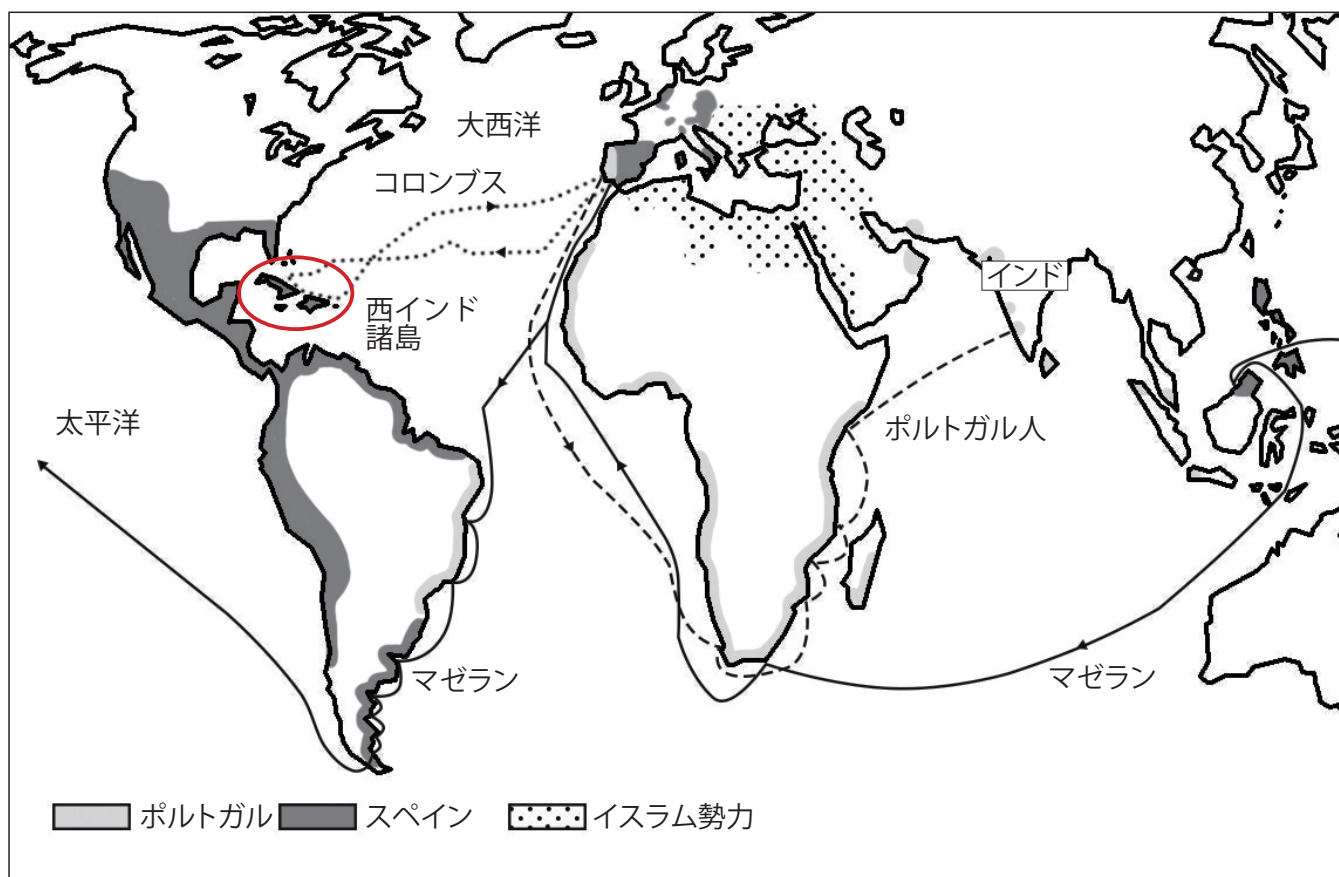 大西洋
コロンブス
西インド
諸島
インド
太平洋
ポルトガル人
マゼラン
マゼラン
ポルトガル
スペイン
イスラム勢力